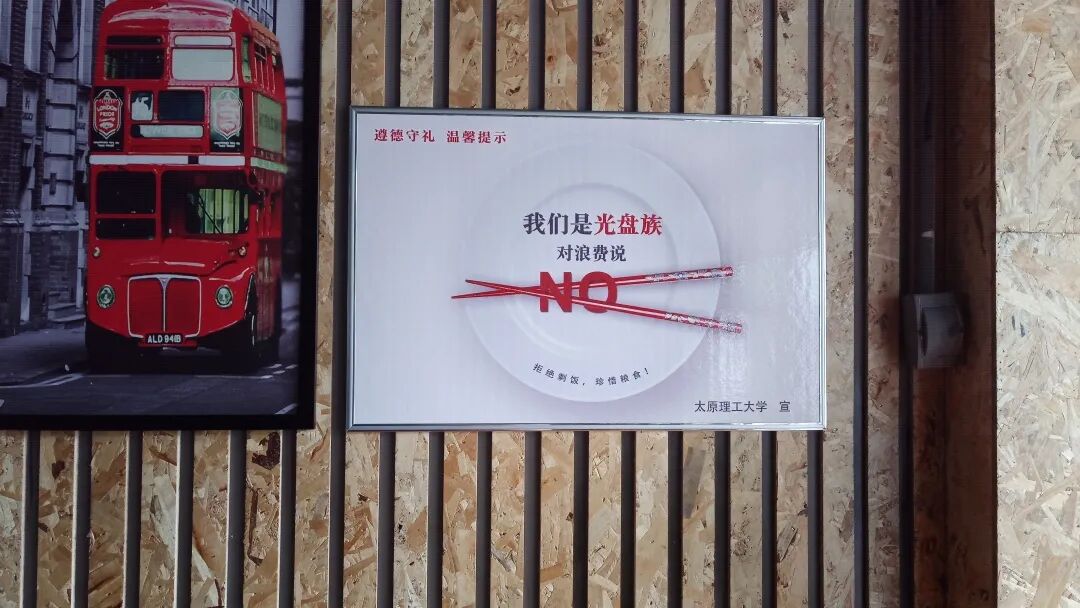 LONDON
PRIDE
ALD 941B
遵德守礼 温馨提示
我们是光盘族
对浪费说
NO
拒绝剩饭，珍惜粮食！
太原理工大学 宣